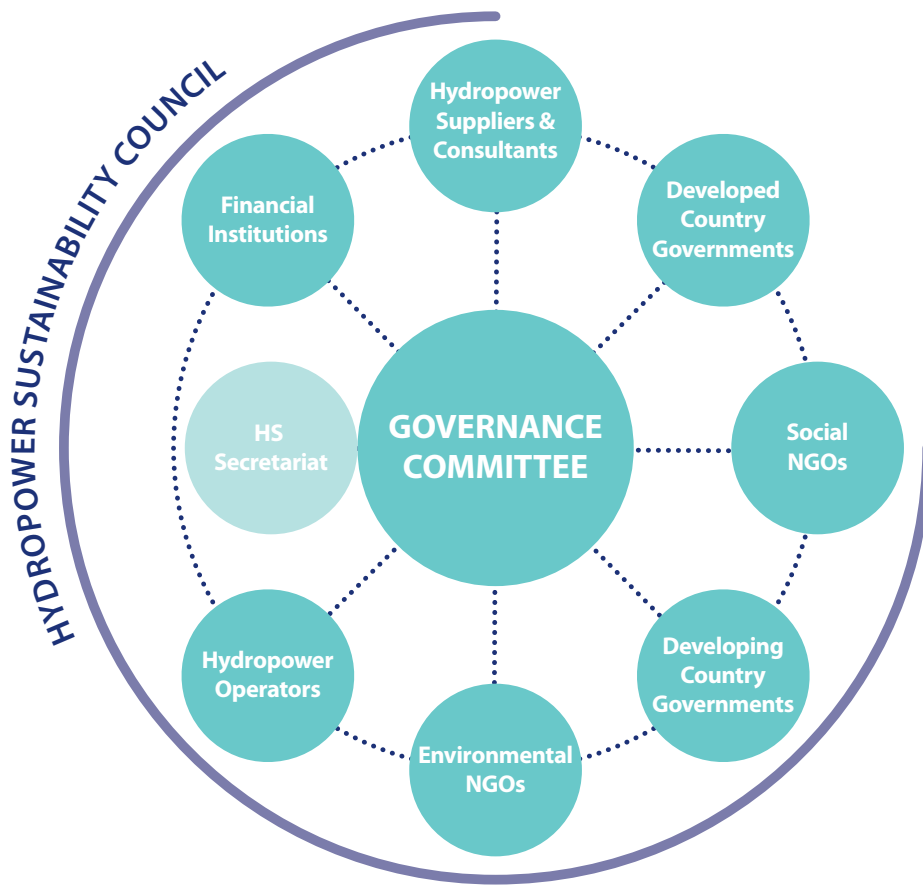 HYDROPOWER SUSTAINABILITY COUNCIL
Hydropower
Suppliers &
Consultants
Financial
Institutions
Developed
Country
Governments
GOVERNANCE
COMMITTEE
HS
Secretariat
Social
NGOs
Hydropower
Operators
Developing
Country
Governments
Environmental
NGOs